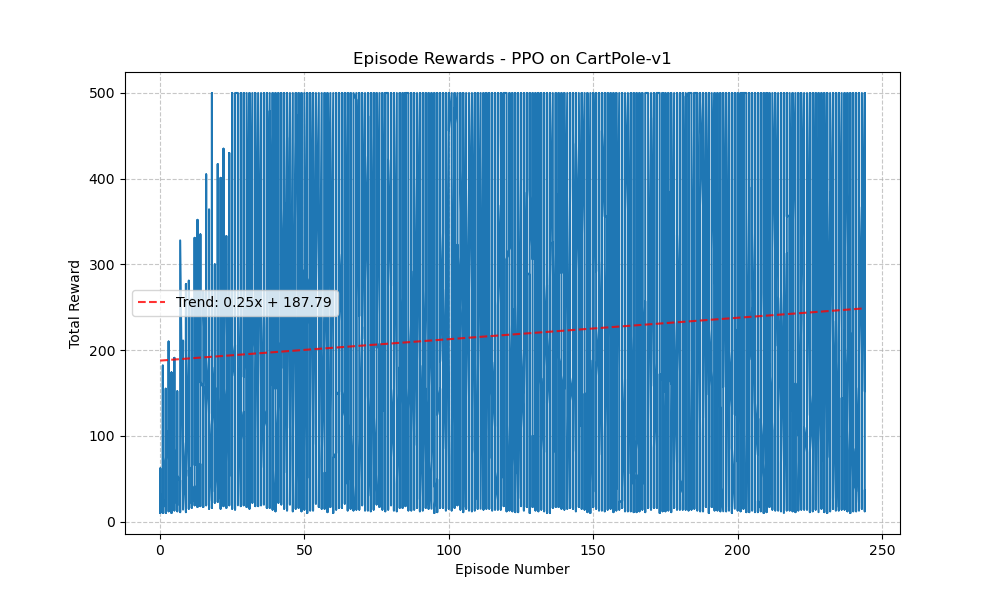 Episode Rewards - PPO on CartPole-v1
Total Reward
500
400
300
200
100
0
Trend: 0.25x + 187.79
0 50 100 150 200 250
Episode Number